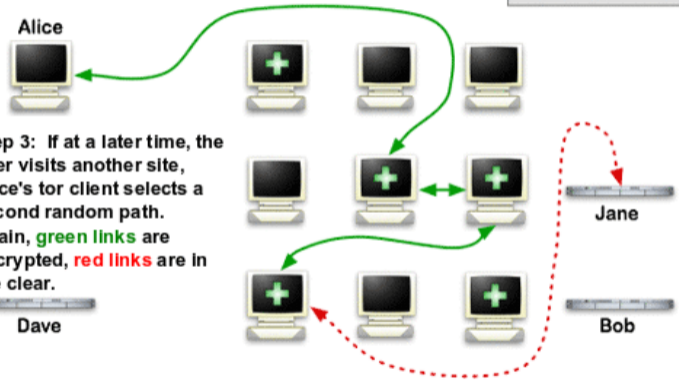 Alice
ep 3: If at a later time, the
er visits another site,
ce's tor client selects a
cond random path.
ain, green links are
crypted, red links are in
e clear.
Dave
Jane
Bob